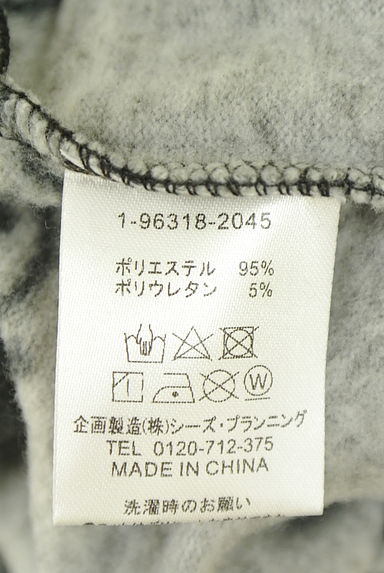 1-96318-2045
ポリエステル 95%
ポリウレタン 5%
W
企画製造(株)シーズ・プランニング
TEL 0120-712-375
MADE IN CHINA
洗濯時のお願い